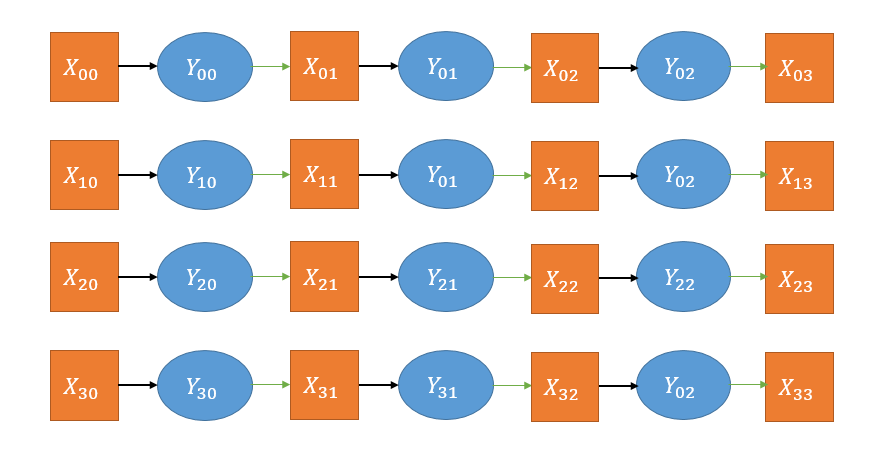 X₀₀ Y₀₀ X₀₁ Y₀₁ X₀₂ Y₀₂ X₀₃
X₁₀ Y₁₀ X₁₁ Y₀₁ X₁₂ Y₀₂ X₁₃
X₂₀ Y₂₀ X₂₁ Y₂₁ X₂₂ Y₂₂ X₂₃
X₃₀ Y₃₀ X₃₁ Y₃₁ X₃₂ Y₀₂ X₃₃